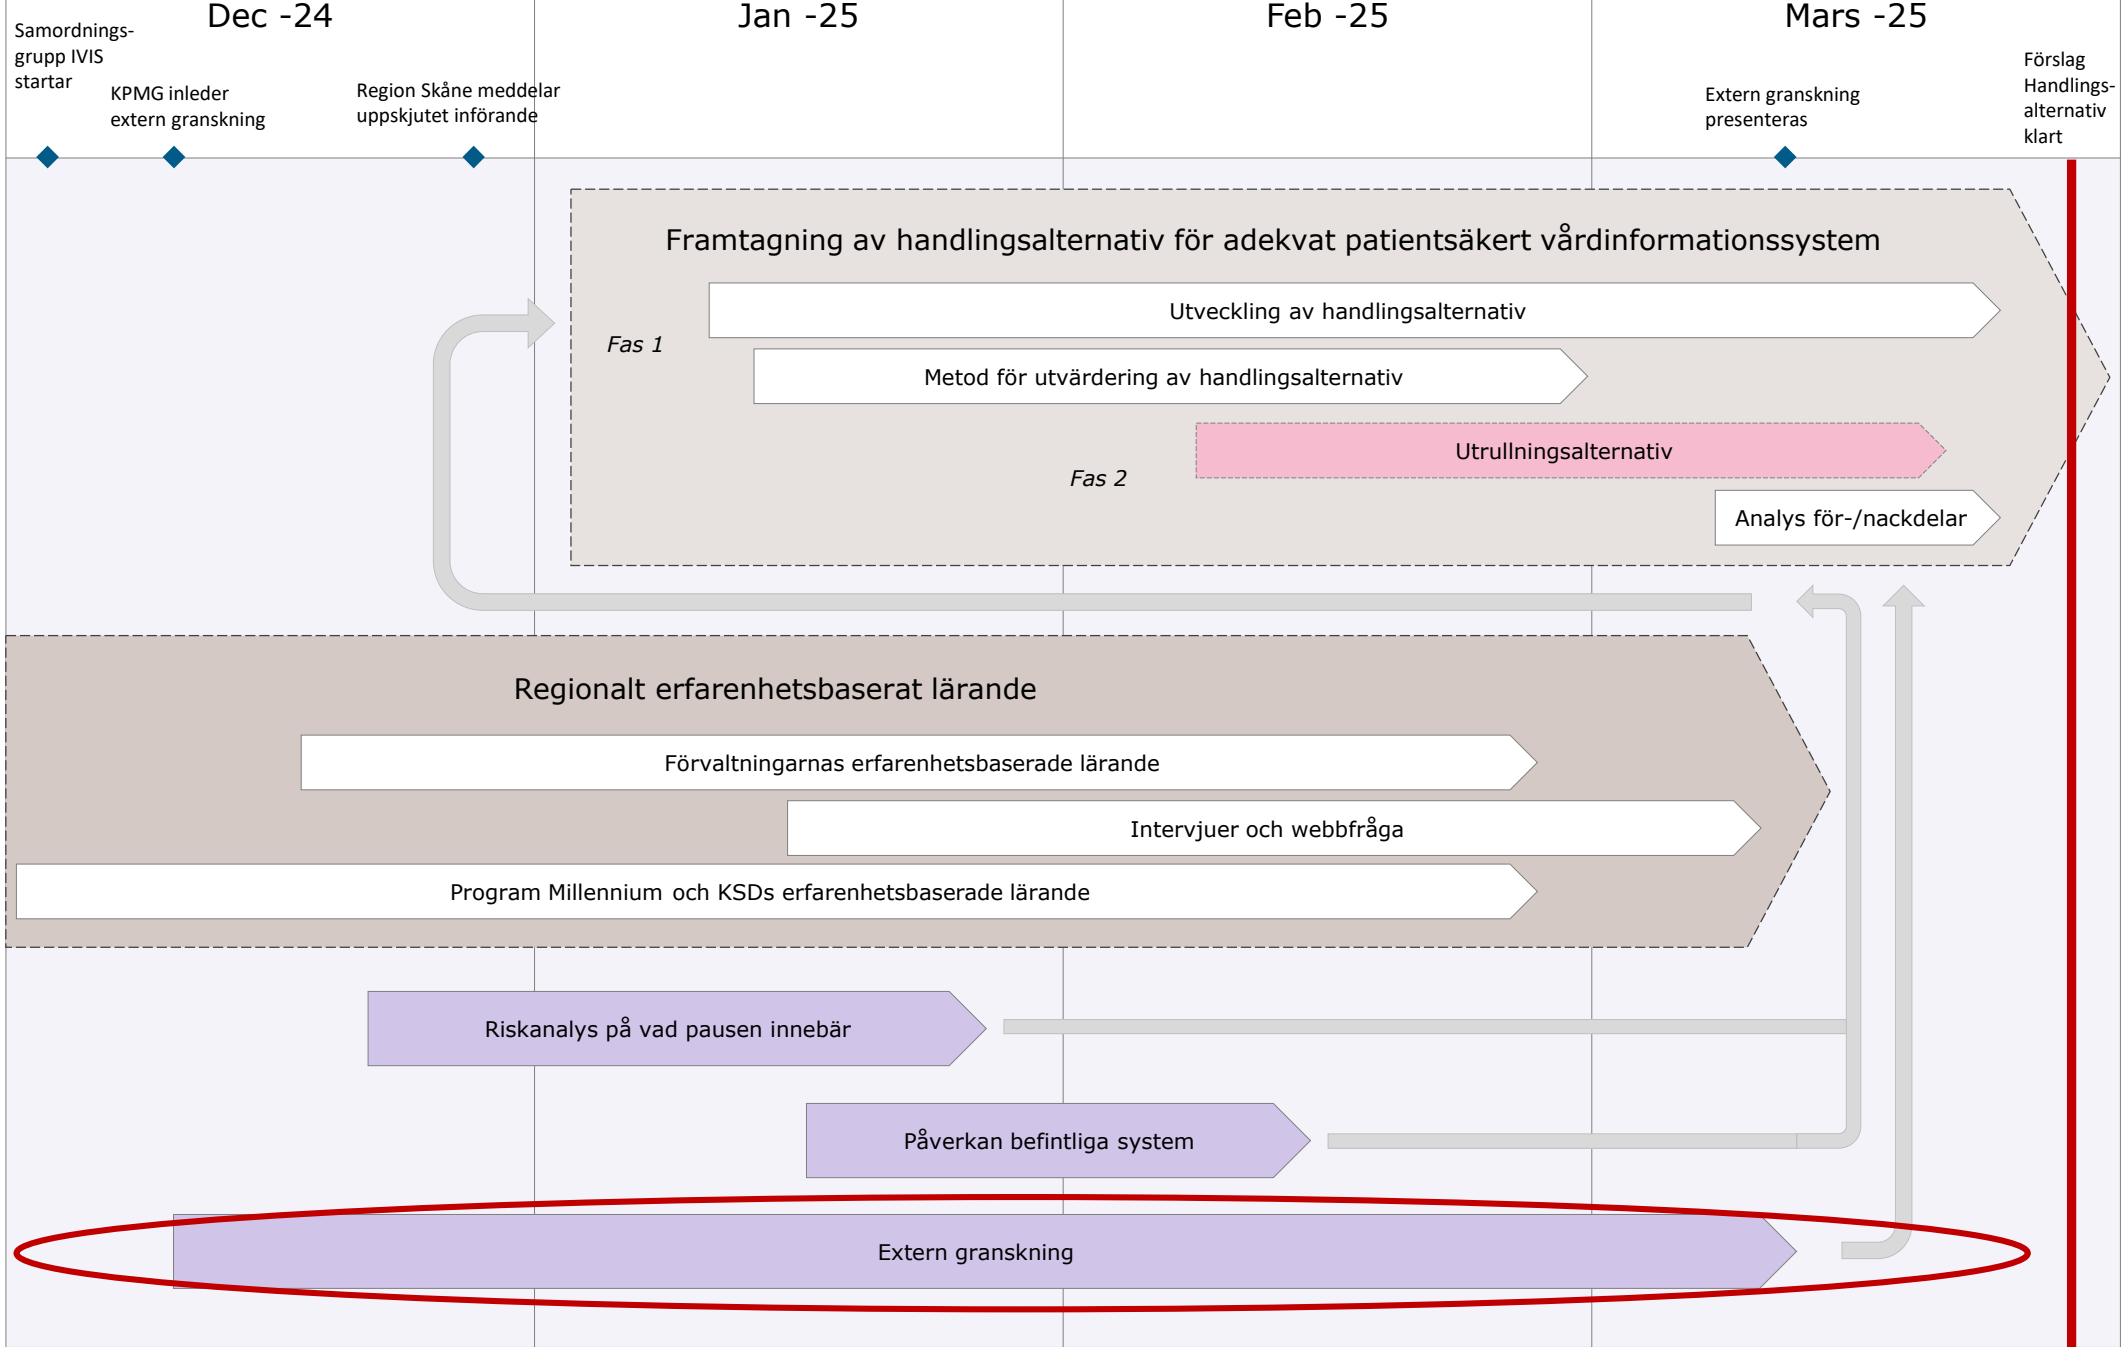 Dec -24
Jan -25
Feb -25
Mars -25
Samordnings-
grupp IVIS
startar
KPMG inleder
extern granskning
Region Skåne meddelar
uppskjutet införande
Extern granskning
presenteras
Förslag
Handlings-
alternativ
klart
Framtagning av handlingsalternativ för adekvat patientsäkert vårdinformationssystem
Utveckling av handlingsalternativ
Fas 1
Metod för utvärdering av handlingsalternativ
Utrullningsalternativ
Fas 2
Analys för-/nackdelar
Regionalt erfarenhetsbaserat lärande
Förvaltningarnas erfarenhetsbaserade lärande
Intervjuer och webbfråga
Program Millennium och KSDs erfarenhetsbaserade lärande
Riskanalys på vad pausen innebär
Påverkan befintliga system
Extern granskning